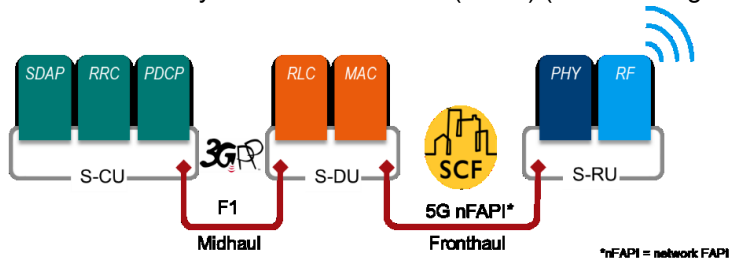 SDAP RRC PDCP
RLC MAC
PHY RF
3GPP
SCF
S-CU
S-DU
S-RU
F1
5G nFAPI*
Midhaul
Fronthaul
*nFAPI = network FAPI